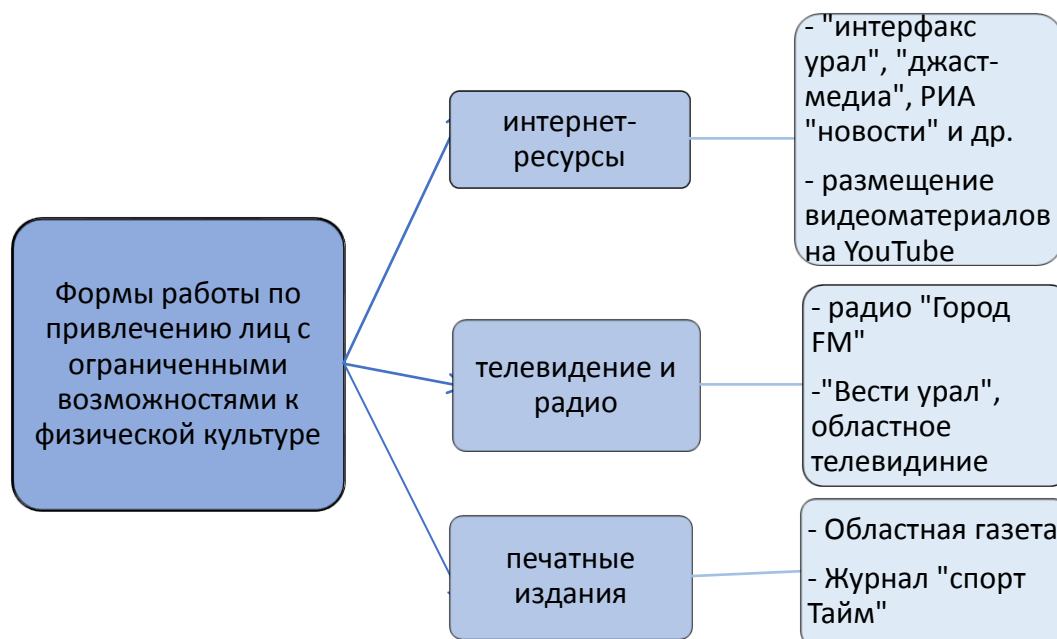 Формы работы по
привлечению лиц с
ограниченными
возможностями к
физической культуре
интернет-
ресурсы
- "интерфакс
урал", "джаст-
медиа", РИА
"новости" и др.
- размещение
видеоматериалов
на YouTube
телевидение и
радио
- радио "Город
FM"
-"Вести урал",
областное
телевидиние
печатные
издания
- Областная газета
- Журнал "спорт
Тайм"